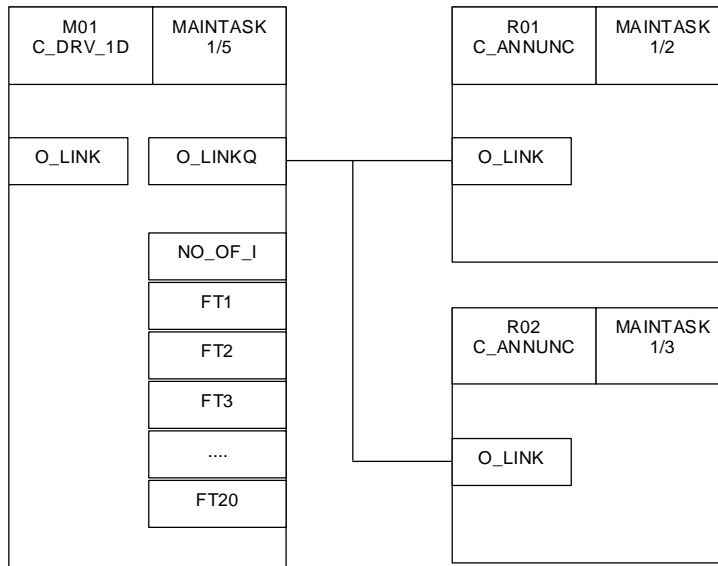 M01
C_DRV_1D
MAINTASK
1/5
O_LINK
O_LINKQ
NO_OF_I
FT1
FT2
FT3
....
FT20
R01
C_ANNUNC
MAINTASK
1/2
O_LINK
R02
C_ANNUNC
MAINTASK
1/3
O_LINK